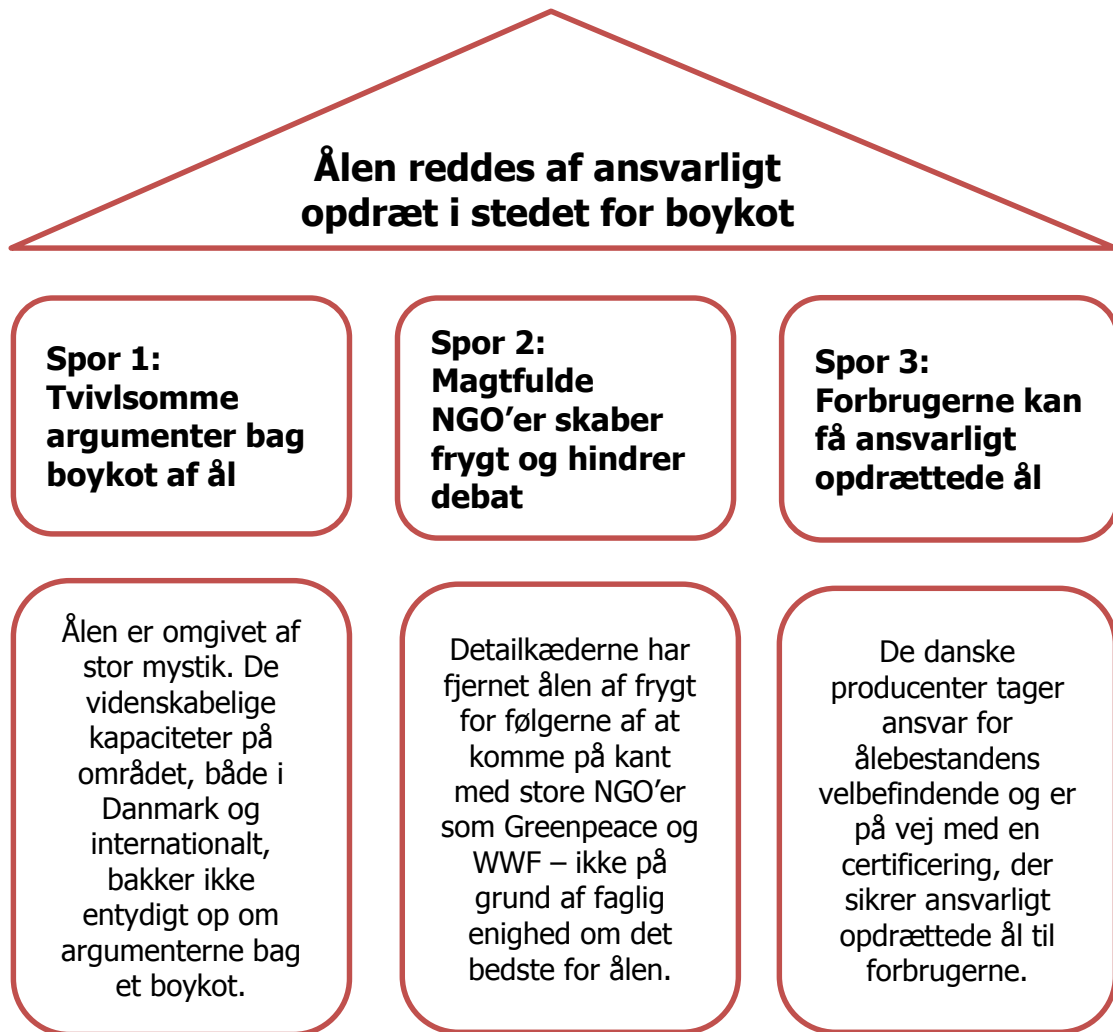 Ålen reddes af ansvarligt
opdræt i stedet for boykot
Spor 1:
Tvivlsomme
argumenter bag
boykot af ål
Spor 2:
Magtfulde
NGO’er skaber
frygt og hindrer
debat
Spor 3:
Forbrugerne kan
få ansvarligt
opdrættede ål
Ålen er omgivet af
stor mystik. De
videnskabelige
kapaciteter på
området, både i
Danmark og
internationalt,
bakker ikke
entydigt op om
argumenterne bag
et boykot.
Detailkæderne har
fjernet ålen af frygt
for følgerne af at
komme på kant
med store NGO’er
som Greenpeace og
WWF – ikke på
grund af faglig
enighed om det
bedste for ålen.
De danske
producenter tager
ansvar for
ålebestandens
velbefindende og er
på vej med en
certificering, der
sikrer ansvarligt
opdrættede ål til
forbrugerne.